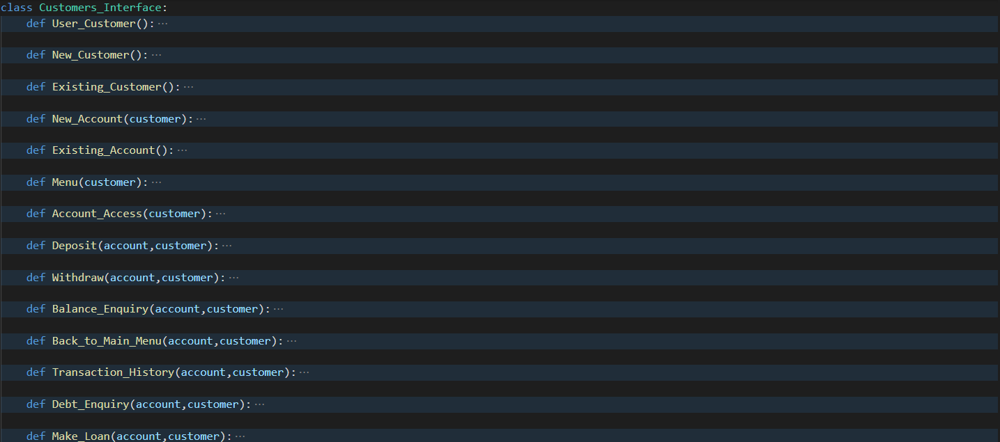 class Customers_Interface:
    def User_Customer(): ···
    def New_Customer(): ···
    def Existing_Customer(): ···
    def New_Account(customer): ···
    def Existing_Account(): ···
    def Menu(customer): ···
    def Account_Access(customer): ···
    def Deposit(account,customer): ···
    def Withdraw(account,customer): ···
    def Balance_Enquiry(account,customer): ···
    def Back_to_Main_Menu(account,customer): ···
    def Transaction_History(account,customer): ···
    def Debt_Enquiry(account,customer): ···
    def Make_Loan(account,customer): ···